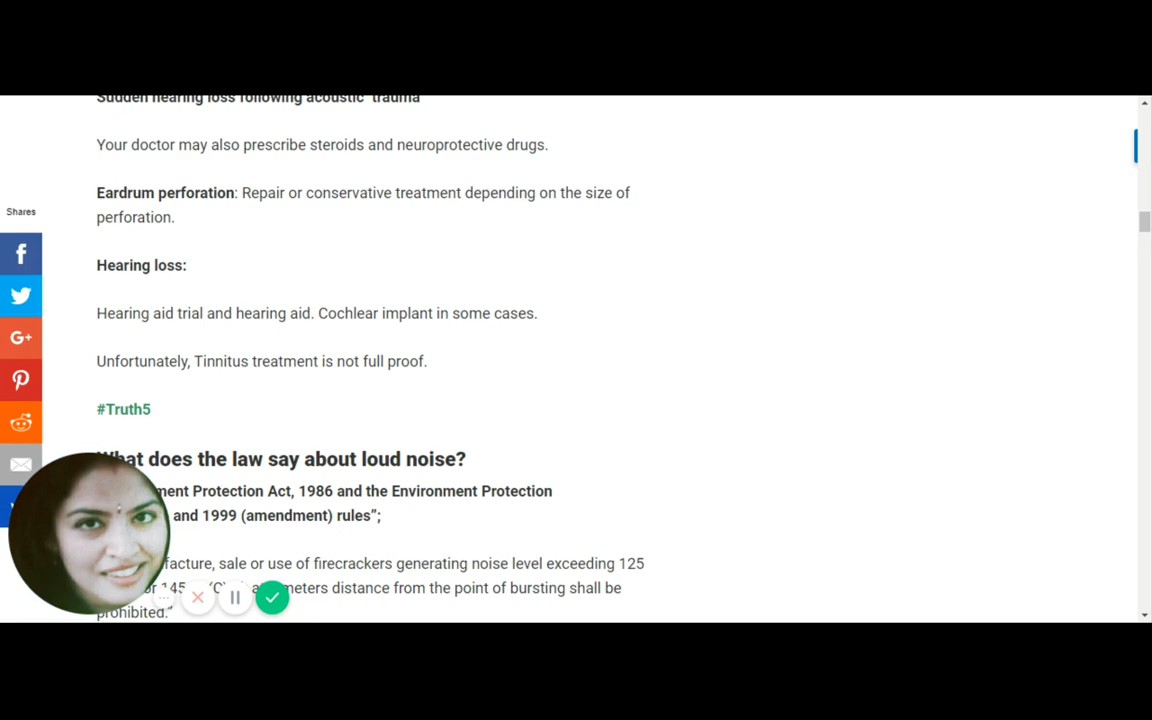 Sudden hearing loss following acoustic trauma
Your doctor may also prescribe steroids and neuroprotective drugs.
Eardrum perforation: Repair or conservative treatment depending on the size of
perforation.
Shares
Hearing loss:
Hearing aid trial and hearing aid. Cochlear implant in some cases.
Unfortunately, Tinnitus treatment is not full proof.
#Truth5
What does the law say about loud noise?
ment Protection Act, 1986 and the Environment Protection
and 1999 (amendment) rules”;
facture, sale or use of firecrackers generating noise level exceeding 125
or 145 meters distance from the point of bursting shall be
prohibited.”